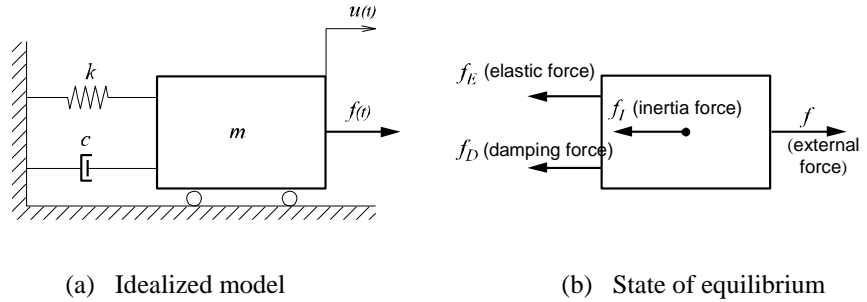 u(t)
k
f(t)
c
m
(a) Idealized model
f_E (elastic force)
f_I (inertia force)
f
f_D (damping force)
(external
force)
(b) State of equilibrium